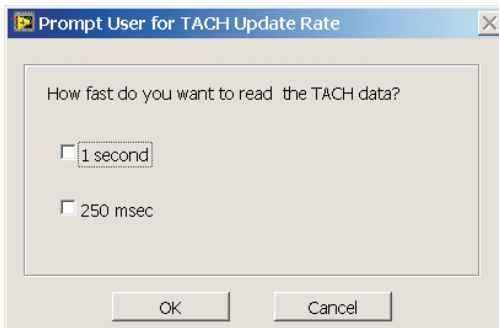 Prompt User for TACH Update Rate
How fast do you want to read the TACH data?
1 second
250 msec
OK Cancel